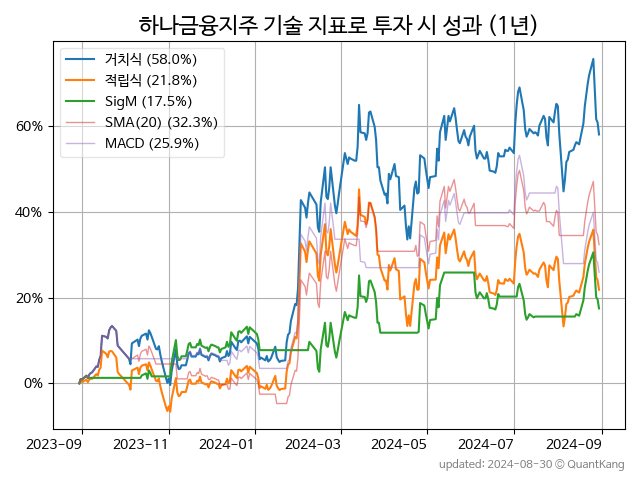 하나금융지주 기술 지표로 투자 시 성과 (1년)
거치식 (58.0%)
적립식 (21.8%)
SigM (17.5%)
SMA(20) (32.3%)
MACD (25.9%)
60%
40%
20%
0%
2023-09 2023-11 2024-01 2024-03 2024-05 2024-07 2024-09
updated: 2024-08-30 © QuantKang